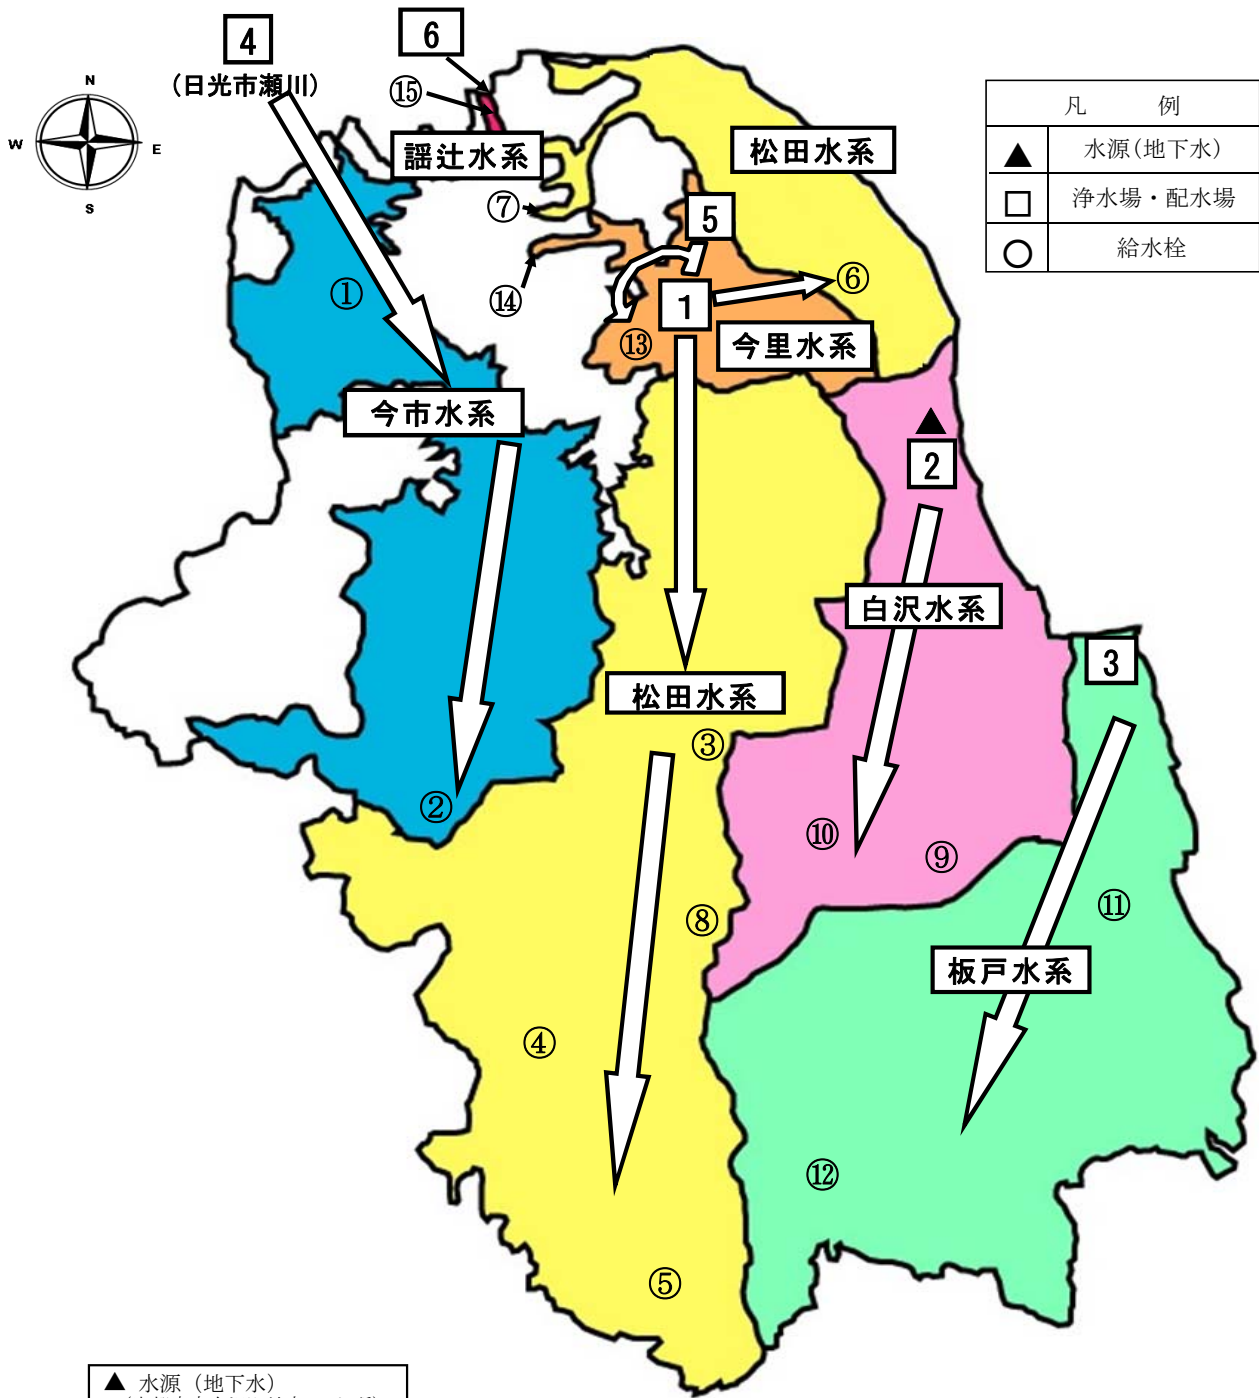 4
(日光市瀬川)
6
⑮
N
W
E
S
謡辻水系
松田水系
凡　例
▲ 水源(地下水)
□ 浄水場・配水場
○ 給水栓
⑦
5
⑭
①
⑥
1
⑬
今里水系
今市水系
2
白沢水系
3
松田水系
③
②
⑩
⑨
⑧
⑪
板戸水系
④
⑫
⑤
▲ 水源（地下水）